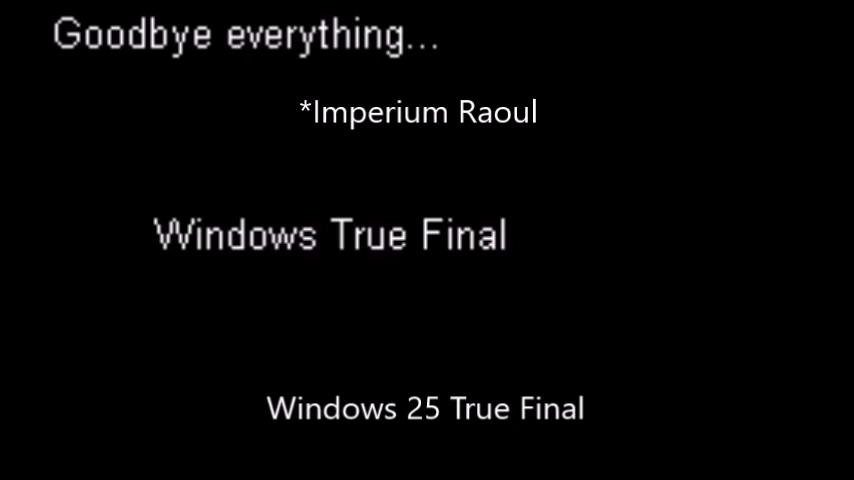 Goodbye everything...
*Imperium Raoul
Windows True Final
Windows 25 True Final